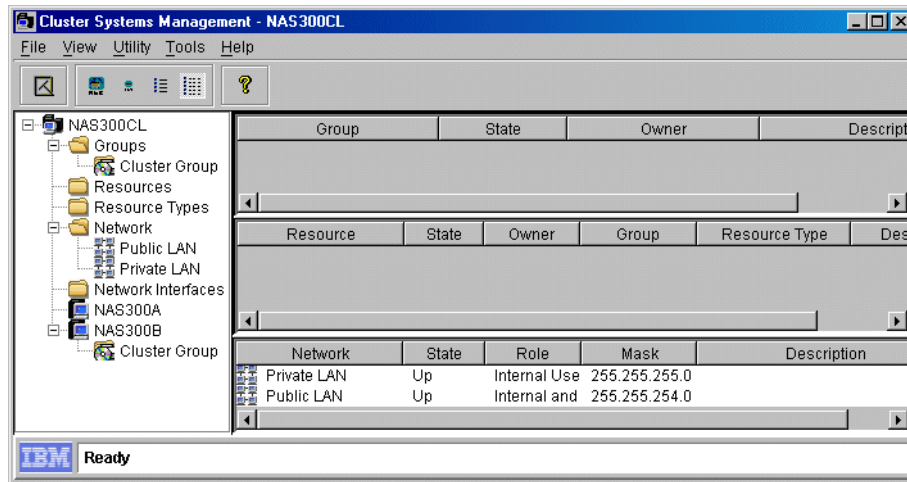 Cluster Systems Management - NAS300CL
File View Utility Tools Help
NAS300CL
Groups
Cluster Group
Resources
Resource Types
Network
Public LAN
Private LAN
Network Interfaces
NAS300A
NAS300B
Cluster Group
Group State Owner Descript
Resource State Owner Group Resource Type Des
Network State Role Mask Description
Private LAN Up Internal Use 255.255.255.0
Public LAN Up Internal and 255.255.254.0
IBM Ready